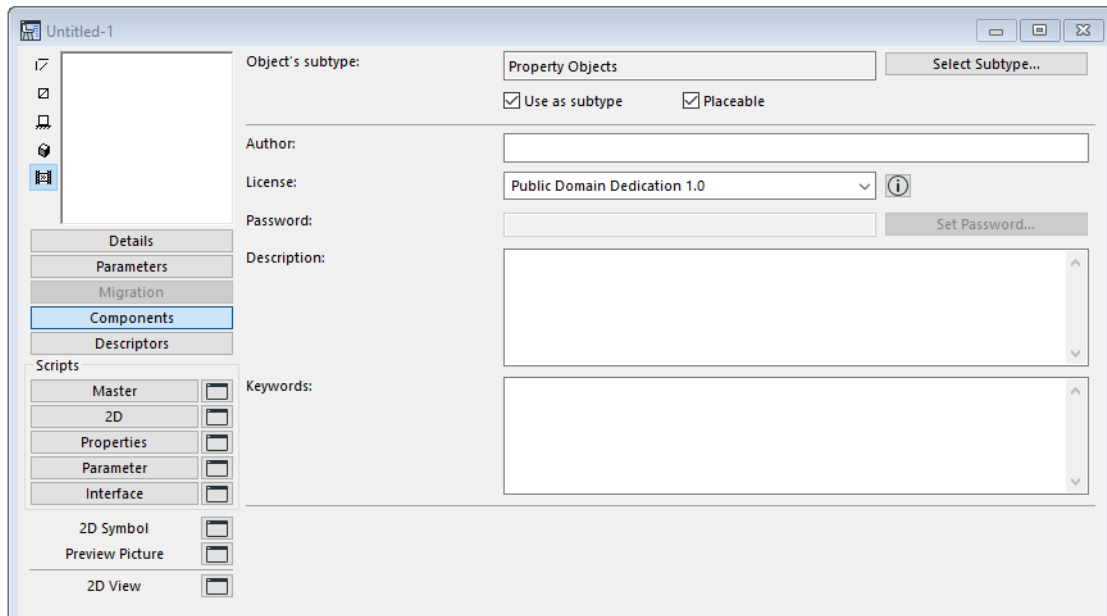 Untitled-1
Object's subtype:
Property Objects
Select Subtype...
Use as subtype
Placeable
Author:
License:
Public Domain Dedication 1.0
Password:
Set Password...
Description:
Keywords:
Details
Parameters
Migration
Components
Descriptors
Scripts
Master
2D
Properties
Parameter
Interface
2D Symbol
Preview Picture
2D View